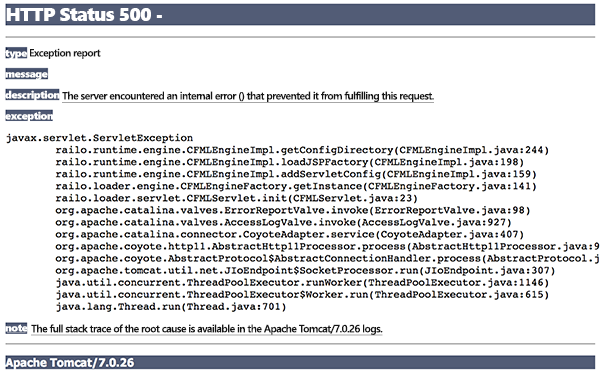 HTTP Status 500 -
type Exception report
message
description The server encountered an internal error () that prevented it from fulfilling this request.
exception
javax.servlet.ServletException
railo.runtime.engine.CFMLEngineImpl.getConfigDirectory(CFMLEngineImpl.java:244)
railo.runtime.engine.CFMLEngineImpl.loadJSPFactory(CFMLEngineImpl.java:198)
railo.runtime.engine.CFMLEngineImpl.addServletConfig(CFMLEngineImpl.java:159)
railo.loader.engine.CFMLEngineFactory.getInstance(CFMLEngineFactory.java:141)
railo.loader.servlet.CFMLServlet.init(CFMLServlet.java:23)
org.apache.catalina.valves.ErrorReportValve.invoke(ErrorReportValve.java:98)
org.apache.catalina.valves.AccessLogValve.invoke(AccessLogValve.java:927)
org.apache.catalina.connector.CoyoteAdapter.service(CoyoteAdapter.java:407)
org.apache.coyote.http11.AbstractHttp11Processor.process(AbstractHttp11Processor.java:9
org.apache.coyote.AbstractProtocol$AbstractConnectionHandler.process(AbstractProtocol.j
org.apache.tomcat.util.net.JIoEndpoint$SocketProcessor.run(JIoEndpoint.java:307)
java.util.concurrent.ThreadPoolExecutor.runWorker(ThreadPoolExecutor.java:1146)
java.util.concurrent.ThreadPoolExecutor$Worker.run(ThreadPoolExecutor.java:615)
java.lang.Thread.run(Thread.java:701)
note The full stack trace of the root cause is available in the Apache Tomcat/7.0.26 logs.
Apache Tomcat/7.0.26